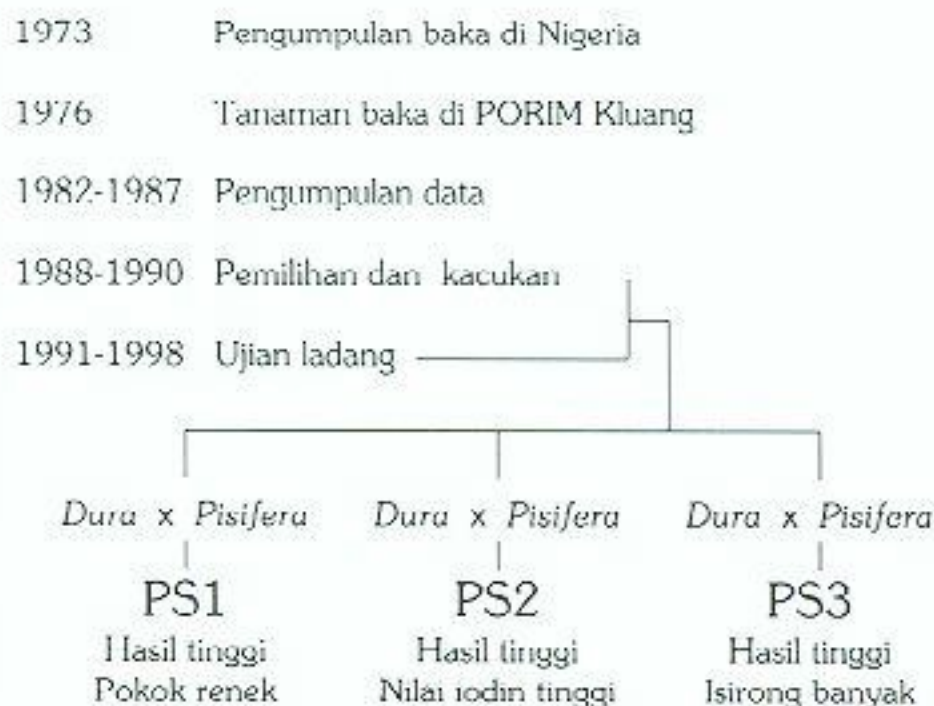 1973 Pengumpulan baka di Nigeria
1976 Tanaman baka di PORIM Kluang
1982-1987 Pengumpulan data
1988-1990 Pemilihan dan kacukan
1991-1998 Ujian ladang
Dura x Pisifera Dura x Pisifera Dura x Pisifera
PS1 PS2 PS3
Hasil tinggi Hasil tinggi Hasil tinggi
Pokok renek Nilai iodin tinggi Isirong banyak